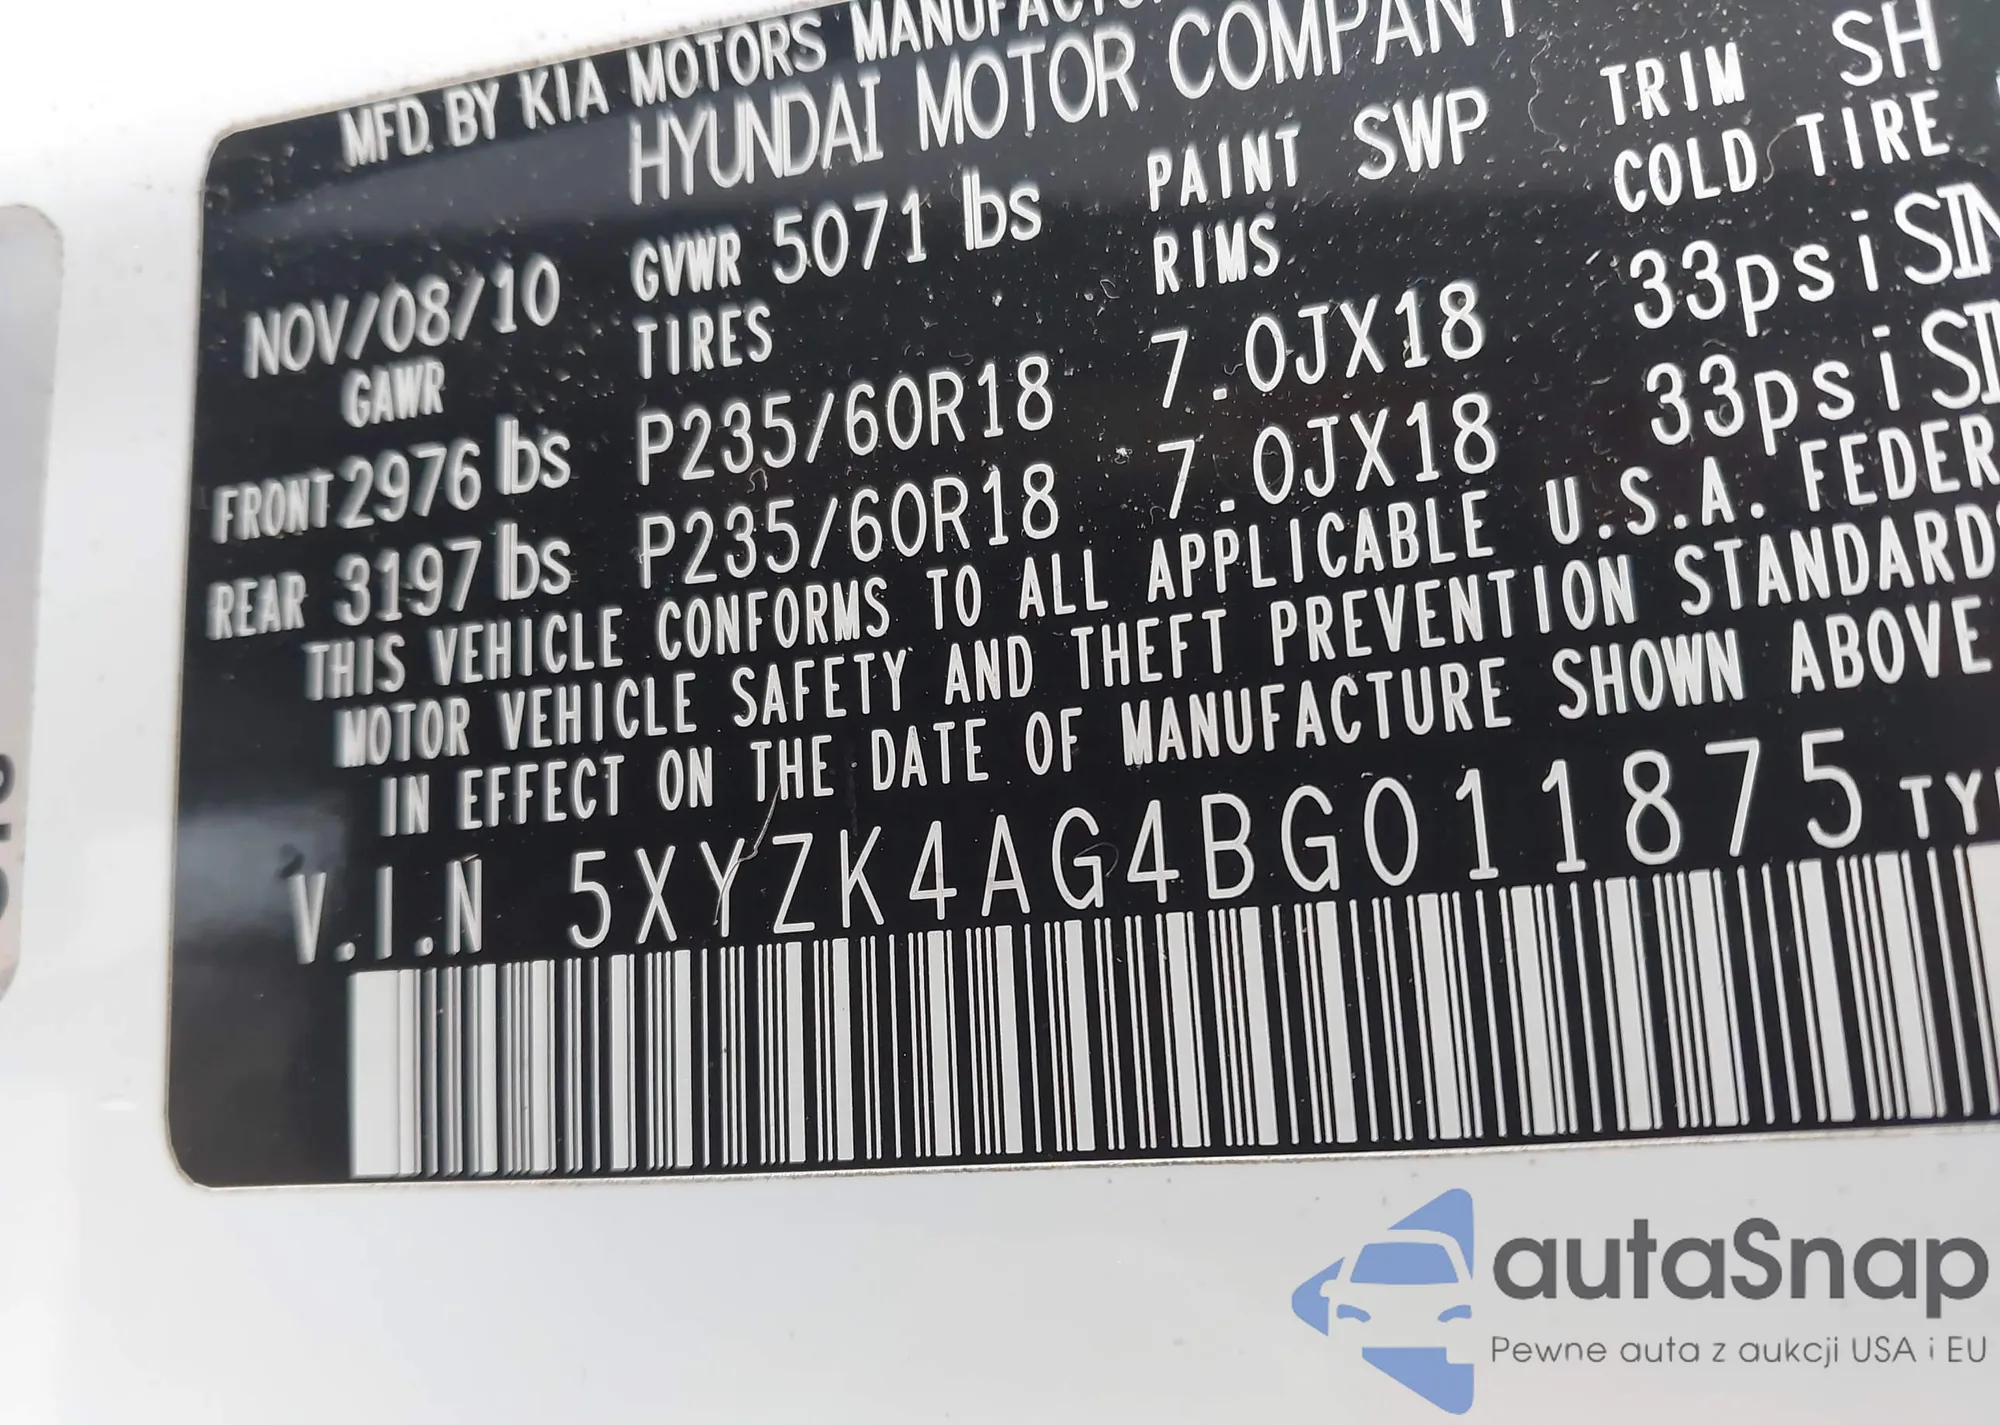 MFD. BY KIA MOTORS
HYUNDAI MOTOR COMPANY
NOV/08/10 GVWR 5071 lbs PAINT SWP TRIM SH
GAWR TIRES RIMS COLD TIRE
FRONT 2976 lbs P235/60R18 7.0JX18 33psi
REAR 3197 lbs P235/60R18 7.0JX18 33psi
THIS VEHICLE CONFORMS TO ALL APPLICABLE U.S.A.
MOTOR VEHICLE SAFETY AND THEFT PREVENTION STANDARDS
IN EFFECT ON THE DATE OF MANUFACTURE SHOWN ABOVE
V.I.N 5XYZK4AG4BG011875
autaSnap
Pewne auta z aukcji USA i EU